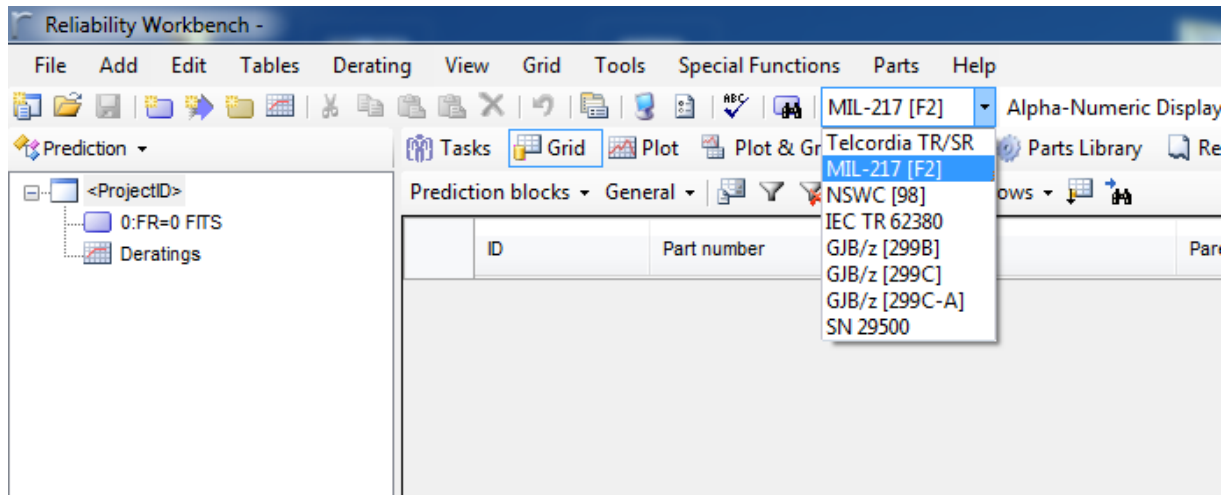 Reliability Workbench -
File Add Edit Tables Derating View Grid Tools Special Functions Parts Help
ABC MIL-217 [F2] Alpha-Numeric Display
Prediction Tasks Grid Plot Plot & Gr Parts Library Re
<ProjectID>
0:FR=0 FITS
Deratings
Prediction blocks General ows
ID Part number Par
Telcordia TR/SR
MIL-217 [F2]
NSWC [98]
IEC TR 62380
GJB/z [299B]
GJB/z [299C]
GJB/z [299C-A]
SN 29500